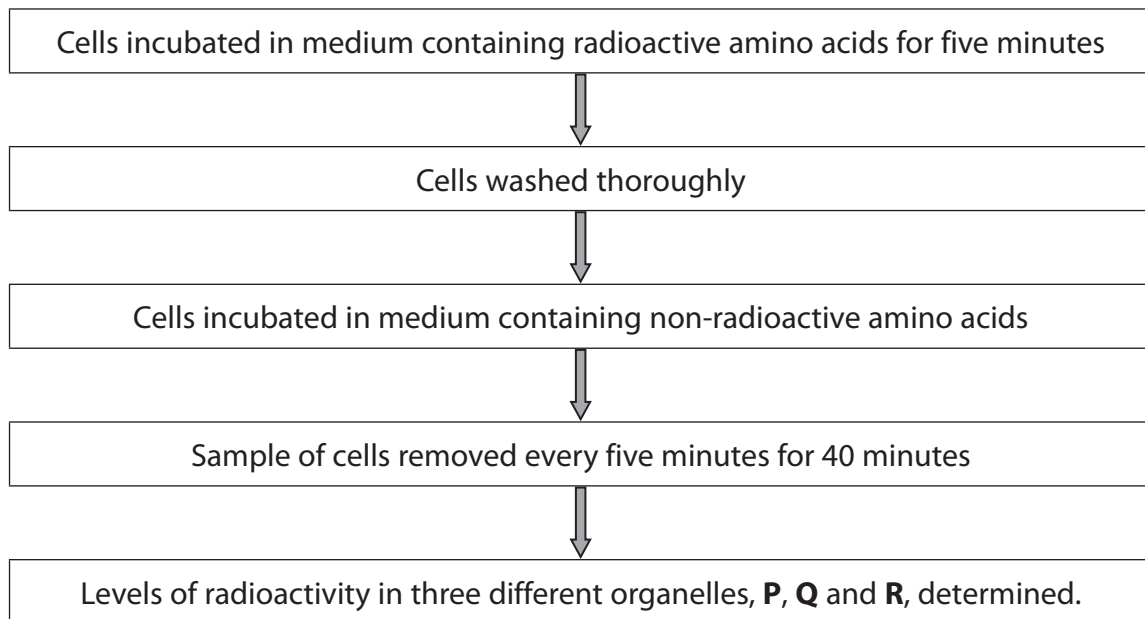 Cells incubated in medium containing radioactive amino acids for five minutes
Cells washed thoroughly
Cells incubated in medium containing non-radioactive amino acids
Sample of cells removed every five minutes for 40 minutes
Levels of radioactivity in three different organelles, P, Q and R, determined.